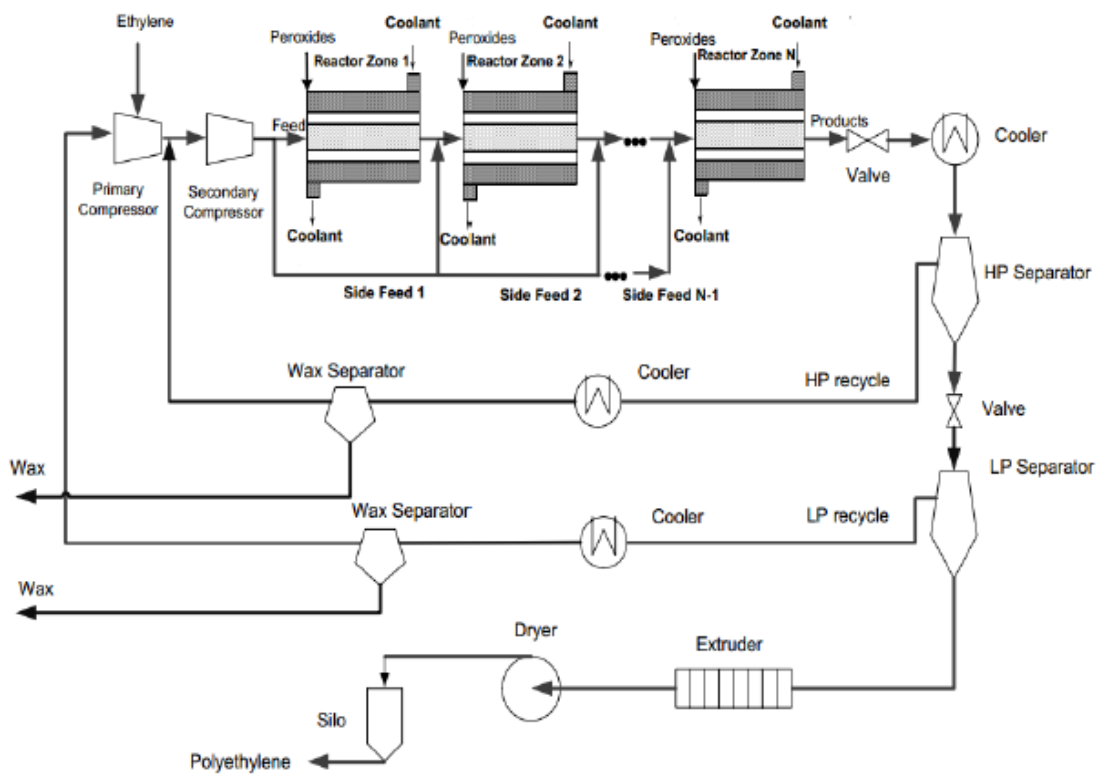 Ethylene
Coolant
Coolant
Coolant
Peroxides
Peroxides
Peroxides
Reactor Zone 1
Reactor Zone 2
Reactor Zone N
Feed
Products
Cooler
Valve
Primary
Compressor
Secondary
Compressor
Coolant
Coolant
Coolant
Side Feed 1
Side Feed 2
Side Feed N-1
HP Separator
Wax Separator
Cooler
HP recycle
Valve
Wax
LP Separator
Wax Separator
Cooler
LP recycle
Wax
Dryer
Extruder
Silo
Polyethylene